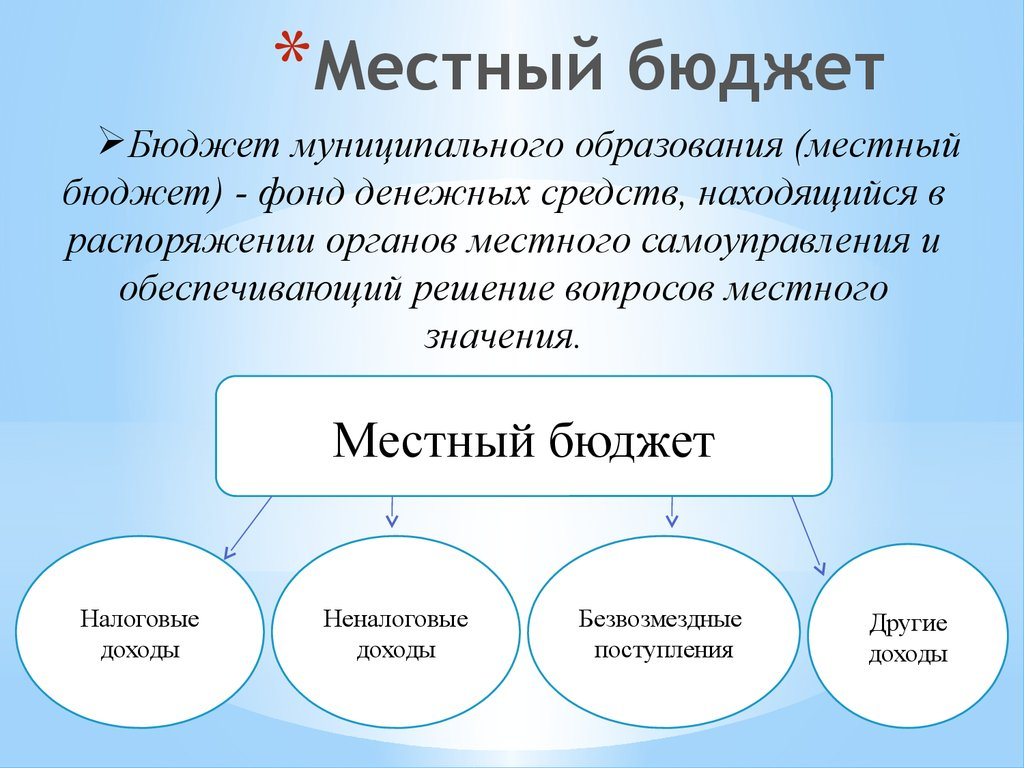 *Местный бюджет
➢Бюджет муниципального образования (местный
бюджет) - фонд денежных средств, находящийся в
распоряжении органов местного самоуправления и
обеспечивающий решение вопросов местного
значения.
Местный бюджет
Налоговые
доходы
Неналоговые
доходы
Безвозмездные
поступления
Другие
доходы